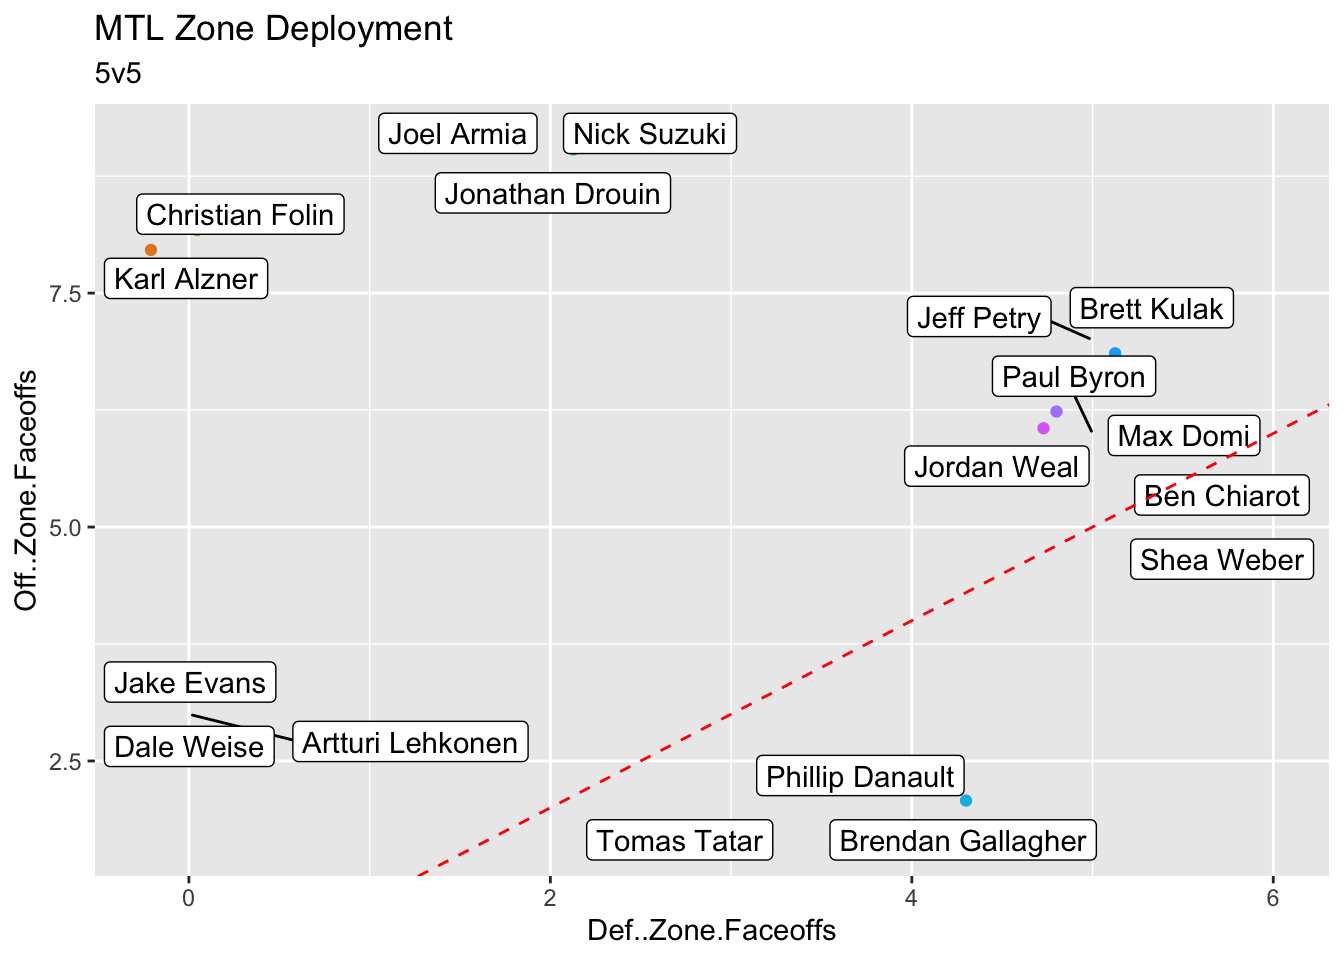 MTL Zone Deployment
5v5
Joel Armia
Nick Suzuki
Jonathan Drouin
Christian Folin
Karl Alzner
7.5
Jeff Petry
Brett Kulak
Paul Byron
Max Domi
Jordan Weal
Ben Chiarot
5.0
Shea Weber
Off..Zone.Faceoffs
Jake Evans
Dale Weise
Artturi Lehkonen
2.5
Phillip Danault
Tomas Tatar
Brendan Gallagher
0
2
4
6
Def..Zone.Faceoffs